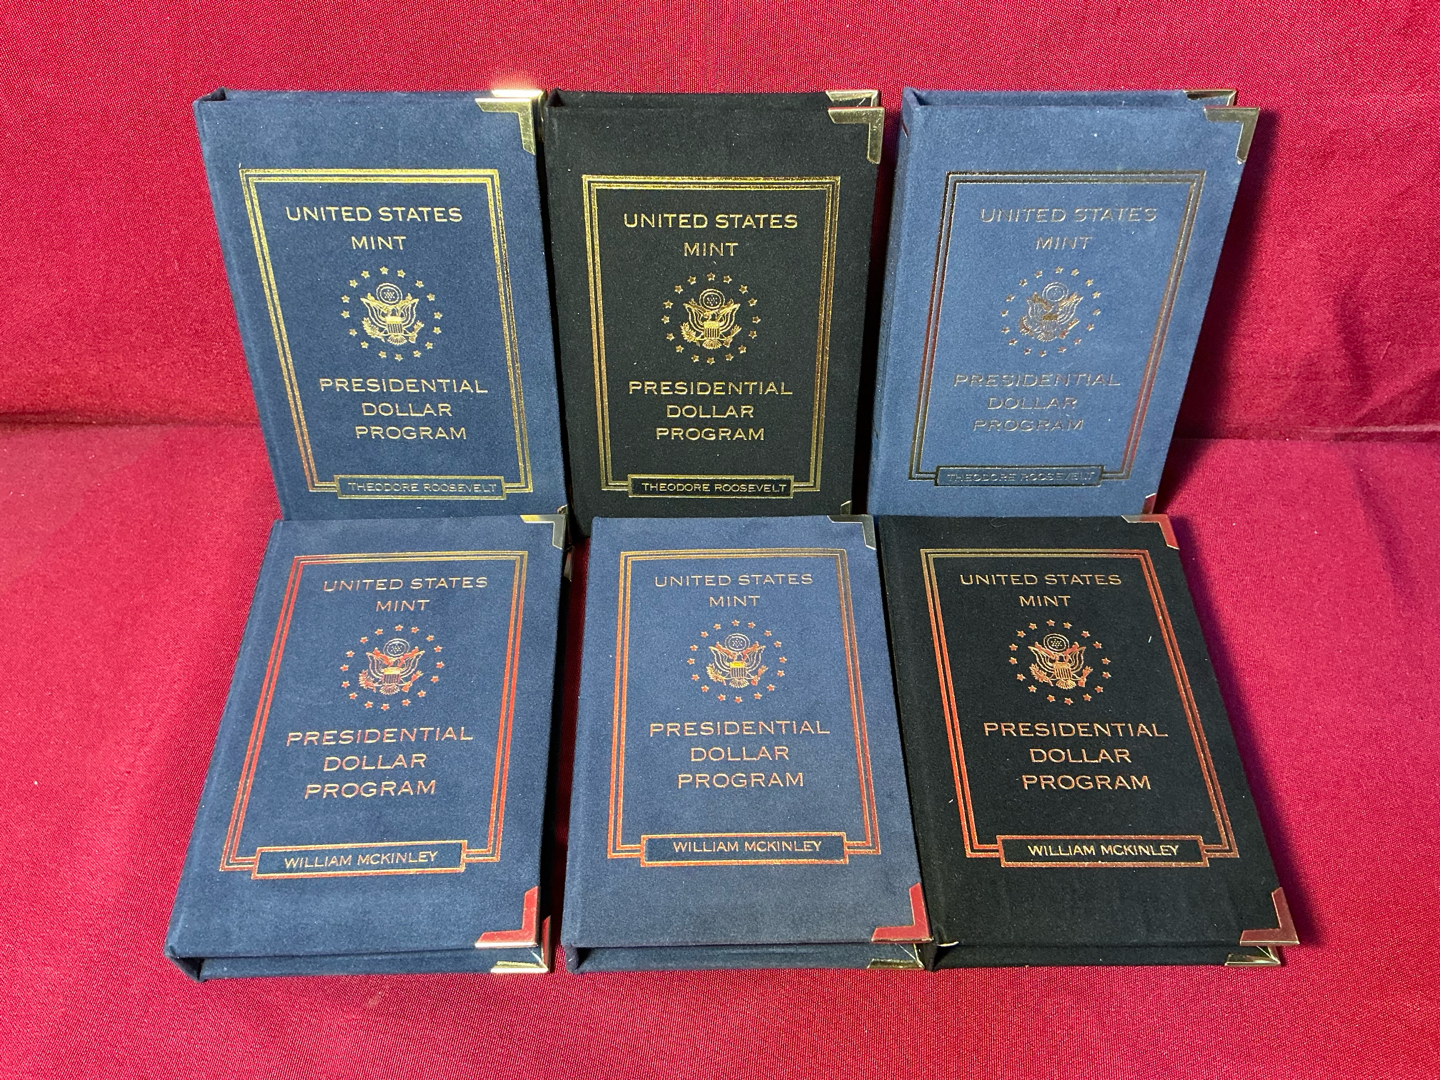 UNITED STATES
MINT
PRESIDENTIAL
DOLLAR
PROGRAM
THEODORE ROOSEVELT
UNITED STATES
MINT
PRESIDENTIAL
DOLLAR
PROGRAM
THEODORE ROOSEVELT
UNITED STATES
MINT
PRESIDENTIAL
DOLLAR
PROGRAM
THEODORE ROOSEVELT
UNITED STATES
MINT
PRESIDENTIAL
DOLLAR
PROGRAM
WILLIAM MCKINLEY
UNITED STATES
MINT
PRESIDENTIAL
DOLLAR
PROGRAM
WILLIAM MCKINLEY
UNITED STATES
MINT
PRESIDENTIAL
DOLLAR
PROGRAM
WILLIAM MCKINLEY